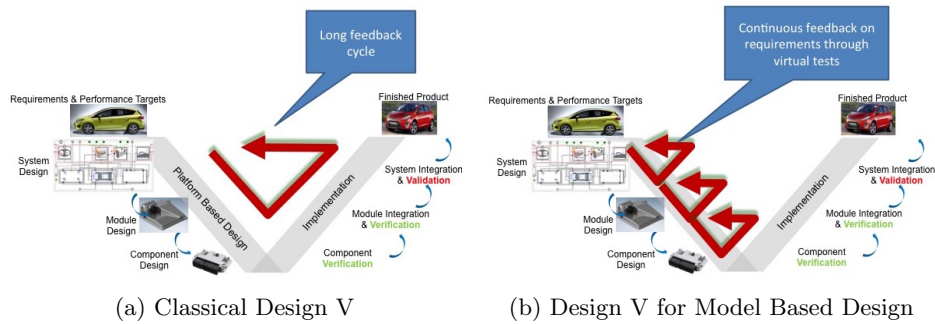 Long feedback
cycle
Requirements & Performance Targets
Finished Product
System
Design
Platform Based Design
Implementation
System Integration
& Validation
Module
Design
Module Integration
& Verification
Component
Design
Component
Verification
(a) Classical Design V
Continuous feedback on
requirements through
virtual tests
Requirements & Performance Targets
Finished Product
System
Design
Implementation
System Integration
& Validation
Module
Design
Module Integration
& Verification
Component
Design
Component
Verification
(b) Design V for Model Based Design